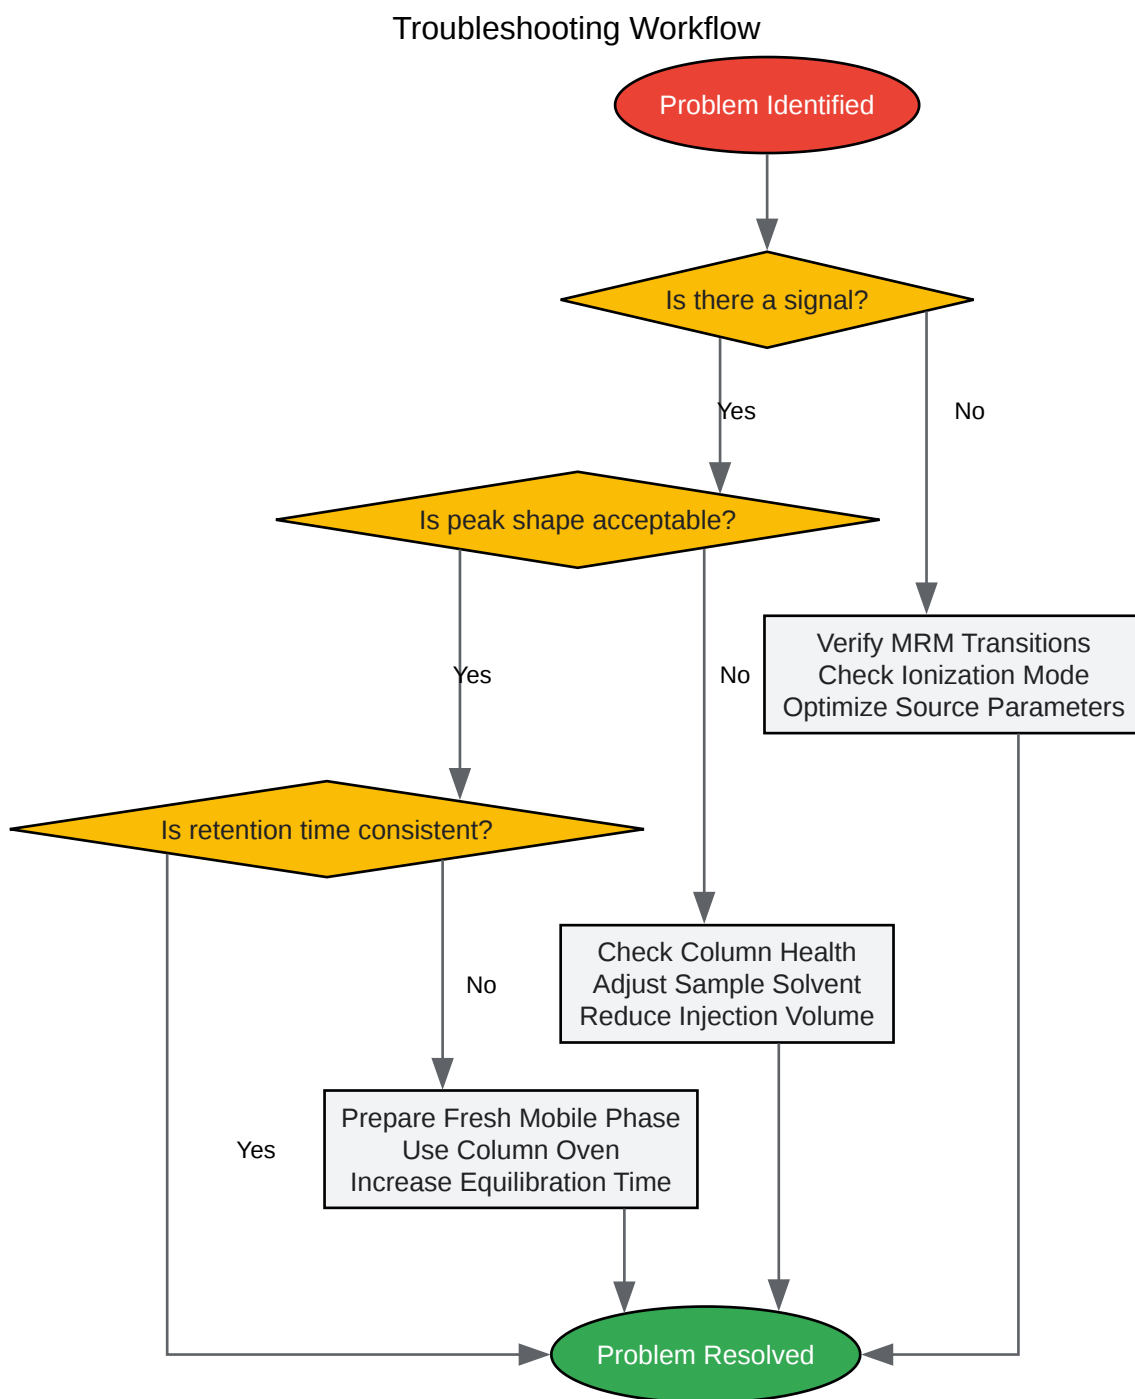 Troubleshooting Workflow
Problem Identified
Is there a signal?
Yes
No
Is peak shape acceptable?
Verify MRM Transitions
Check Ionization Mode
Optimize Source Parameters
Yes
No
Is retention time consistent?
Check Column Health
Adjust Sample Solvent
Reduce Injection Volume
No
Prepare Fresh Mobile Phase
Use Column Oven
Increase Equilibration Time
Yes
Problem Resolved